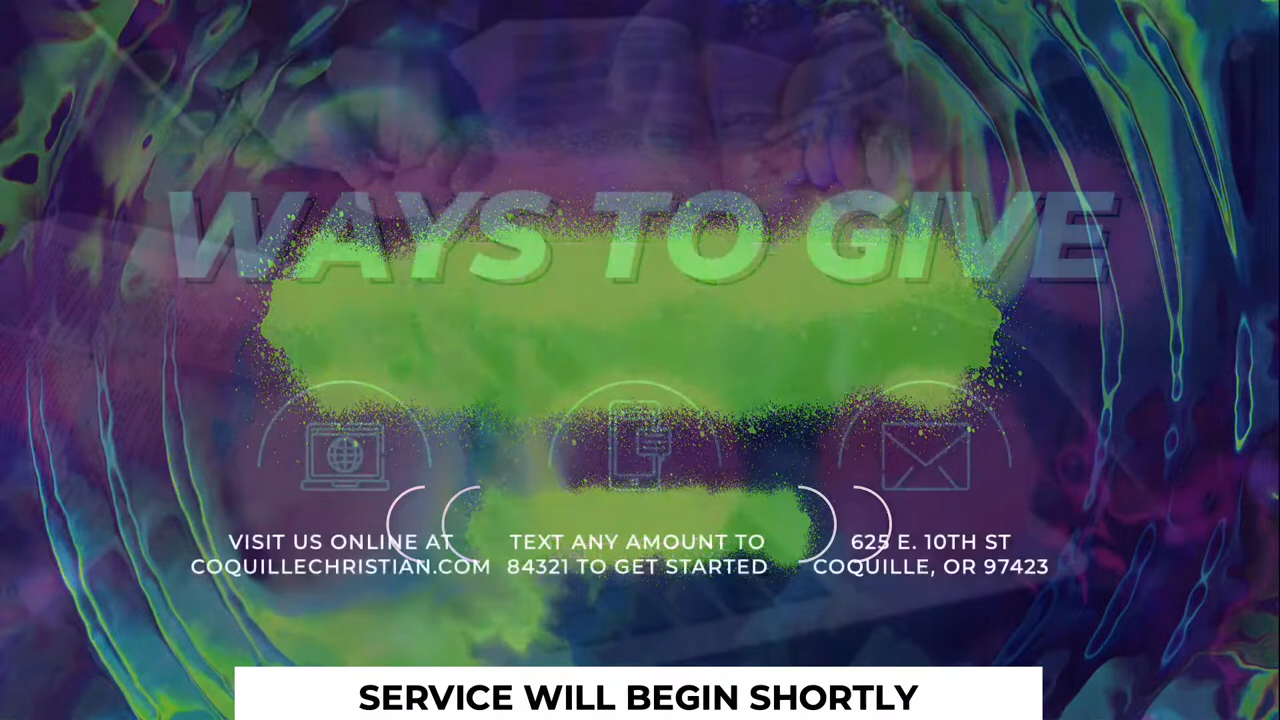 WAYS TO GIVE
VISIT US ONLINE AT
COQUILLECHRISTIAN.COM
TEXT ANY AMOUNT TO
84321 TO GET STARTED
625 E. 10TH ST
COQUILLE, OR 97423
SERVICE WILL BEGIN SHORTLY